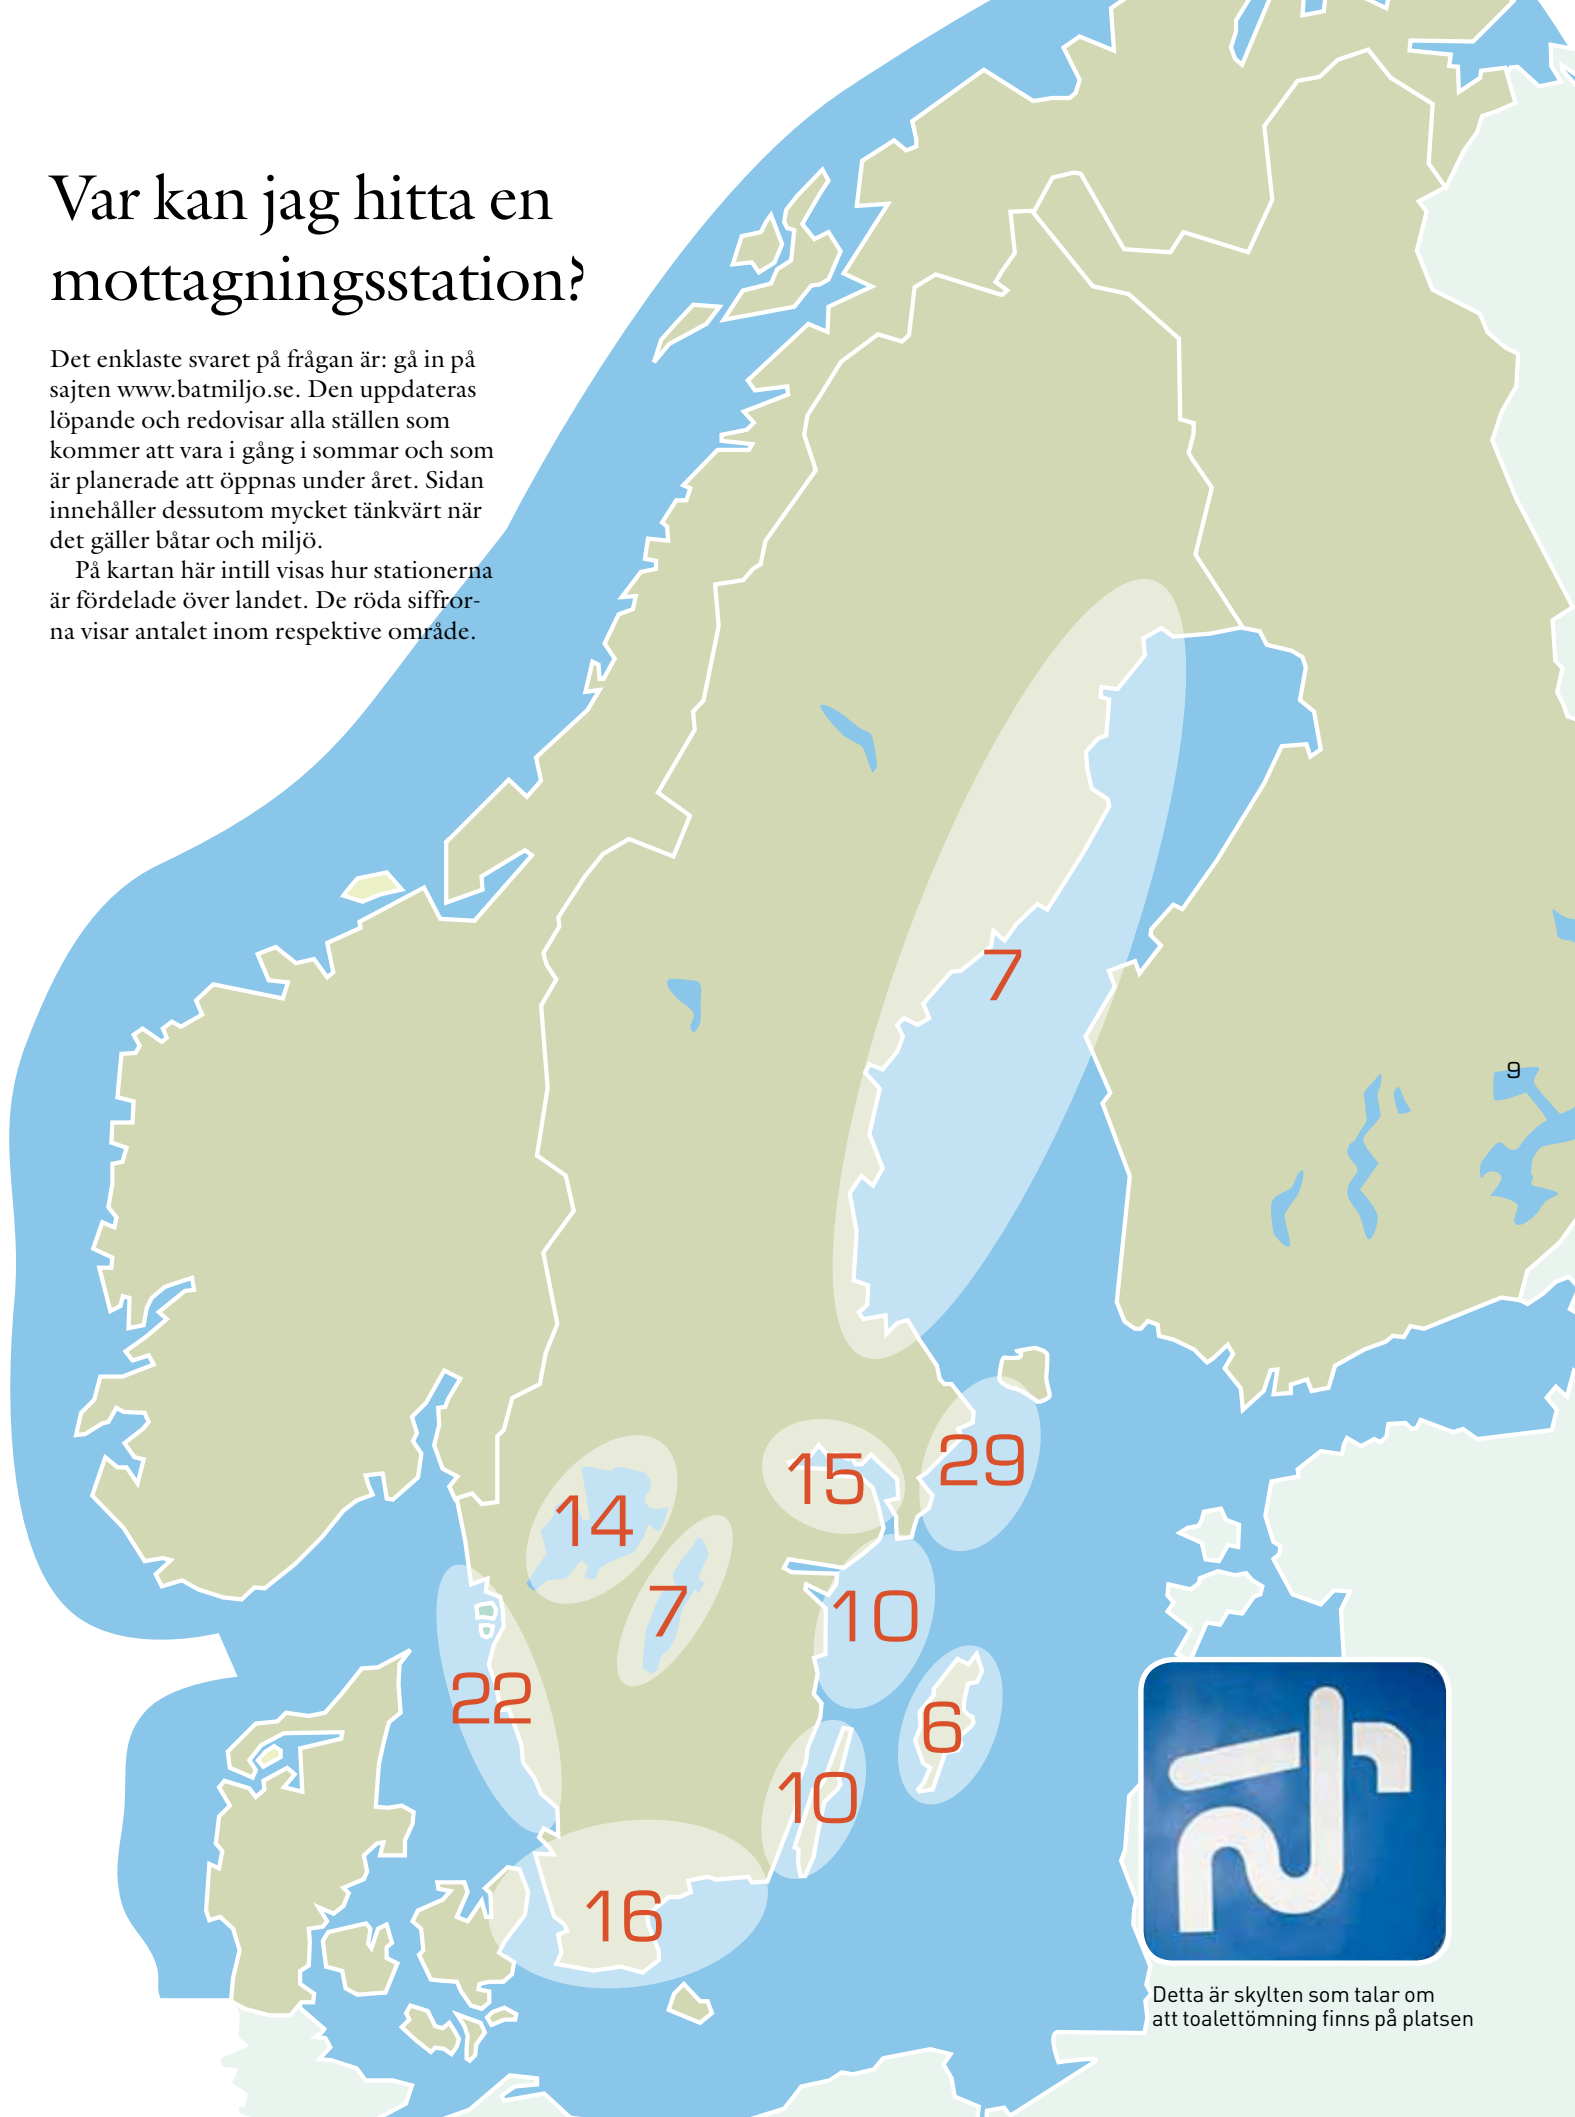 Var kan jag hitta en
mottagningsstation?
Det enklaste svaret på frågan är: gå in på
sajten www.batmiljo.se. Den uppdateras
löpande och redovisar alla ställen som
kommer att vara i gång i sommar och som
är planerade att öppnas under året. Sidan
innehåller dessutom mycket tänkvärt när
det gäller båtar och miljö.
På kartan här intill visas hur stationerna
är fördelade över landet. De röda siffror-
na visar antalet inom respektive område.
7
9
29
15
14
7
10
22
6
10
16
Detta är skylten som talar om
att toalettömning finns på platsen